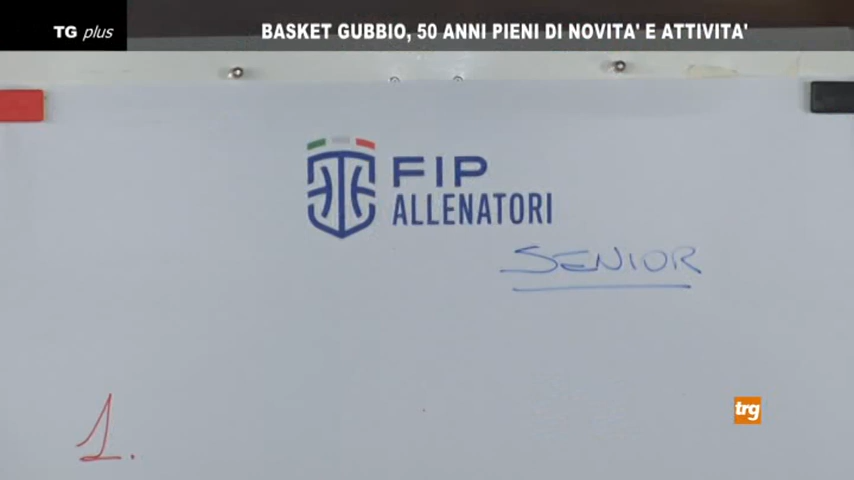 TG plus
BASKET GUBBIO, 50 ANNI PIENI DI NOVITA' E ATTIVITA'
FIP
ALLENATORI
SENIOR
1.
trg